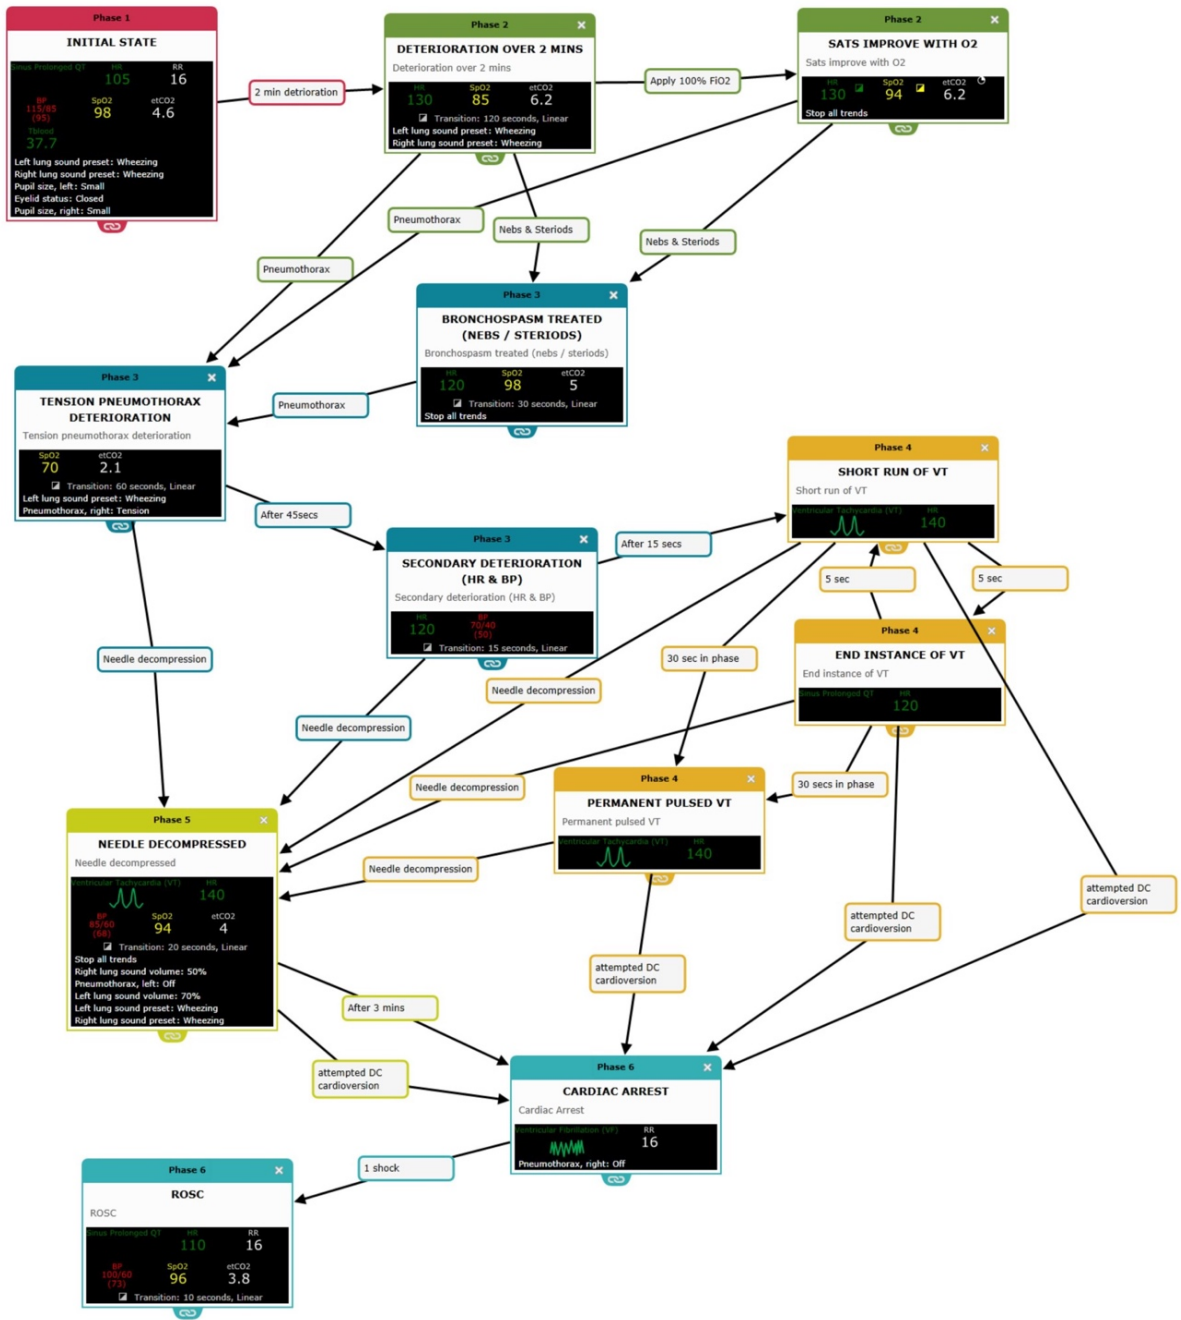 Phase 1
INITIAL STATE
Sinus Prolonged QT HR RR
105 16
BP SpO2 etCO2
115/85 98 4.6
(95)
Tblood
37.7
Left lung sound preset: Wheezing
Right lung sound preset: Wheezing
Pupil size, left: Small
Eyelid status: Closed
Pupil size, right: Small
2 min detrioration
Phase 2
DETERIORATION OVER 2 MINS
Deterioration over 2 mins
HR SpO2 etCO2
130 85 6.2
Transition: 120 seconds, Linear
Left lung sound preset: Wheezing
Right lung sound preset: Wheezing
Apply 100% FiO2
Phase 2
SATS IMPROVE WITH O2
Sats improve with O2
HR SpO2 etCO2
130 94 6.2
Stop all trends
Pneumothorax
Nebs & Steriods
Nebs & Steriods
Pneumothorax
Phase 3
BRONCHOSPASM TREATED
(NEBS / STERIODS)
Bronchospasm treated (nebs / steriods)
HR SpO2 etCO2
120 98 5
Transition: 30 seconds, Linear
Stop all trends
Pneumothorax
Phase 3
TENSION PNEUMOTHORAX
DETERIORATION
Tension pneumothorax deterioration
SpO2 etCO2
70 2.1
Transition: 60 seconds, Linear
Left lung sound preset: Wheezing
Pneumothorax, right: Tension
After 45secs
Phase 3
SECONDARY DETERIORATION
(HR & BP)
Secondary deterioration (HR & BP)
HR BP
120 70/40
(50)
Transition: 15 seconds, Linear
After 15 secs
Phase 4
SHORT RUN OF VT
Short run of VT
Ventricular Tachycardia (VT) HR
140
5 sec
5 sec
Phase 4
END INSTANCE OF VT
End instance of VT
Sinus Prolonged QT HR
120
Needle decompression
30 sec in phase
Needle decompression
Needle decompression
Needle decompression
30 secs in phase
Phase 4
PERMANENT PULSED VT
Permanent pulsed VT
Ventricular Tachycardia (VT) HR
140
Needle decompression
Phase 5
NEEDLE DECOMPRESSED
Needle decompressed
Ventricular Tachycardia (VT) HR
140
BP SpO2 etCO2
85/60 94 4
(68)
Transition: 20 seconds, Linear
Stop all trends
Right lung sound volume: 50%
Pneumothorax, left: Off
Left lung sound volume: 70%
Left lung sound preset: Wheezing
Right lung sound preset: Wheezing
attempted DC
cardioversion
attempted DC
cardioversion
attempted DC
cardioversion
After 3 mins
attempted DC
cardioversion
Phase 6
CARDIAC ARREST
Cardiac Arrest
Ventricular Fibrillation (VF) RR
16
Pneumothorax, right: Off
1 shock
Phase 6
ROSC
ROSC
Sinus Prolonged QT HR RR
110 16
BP SpO2 etCO2
100/60 96 3.8
(73)
Transition: 10 seconds, Linear